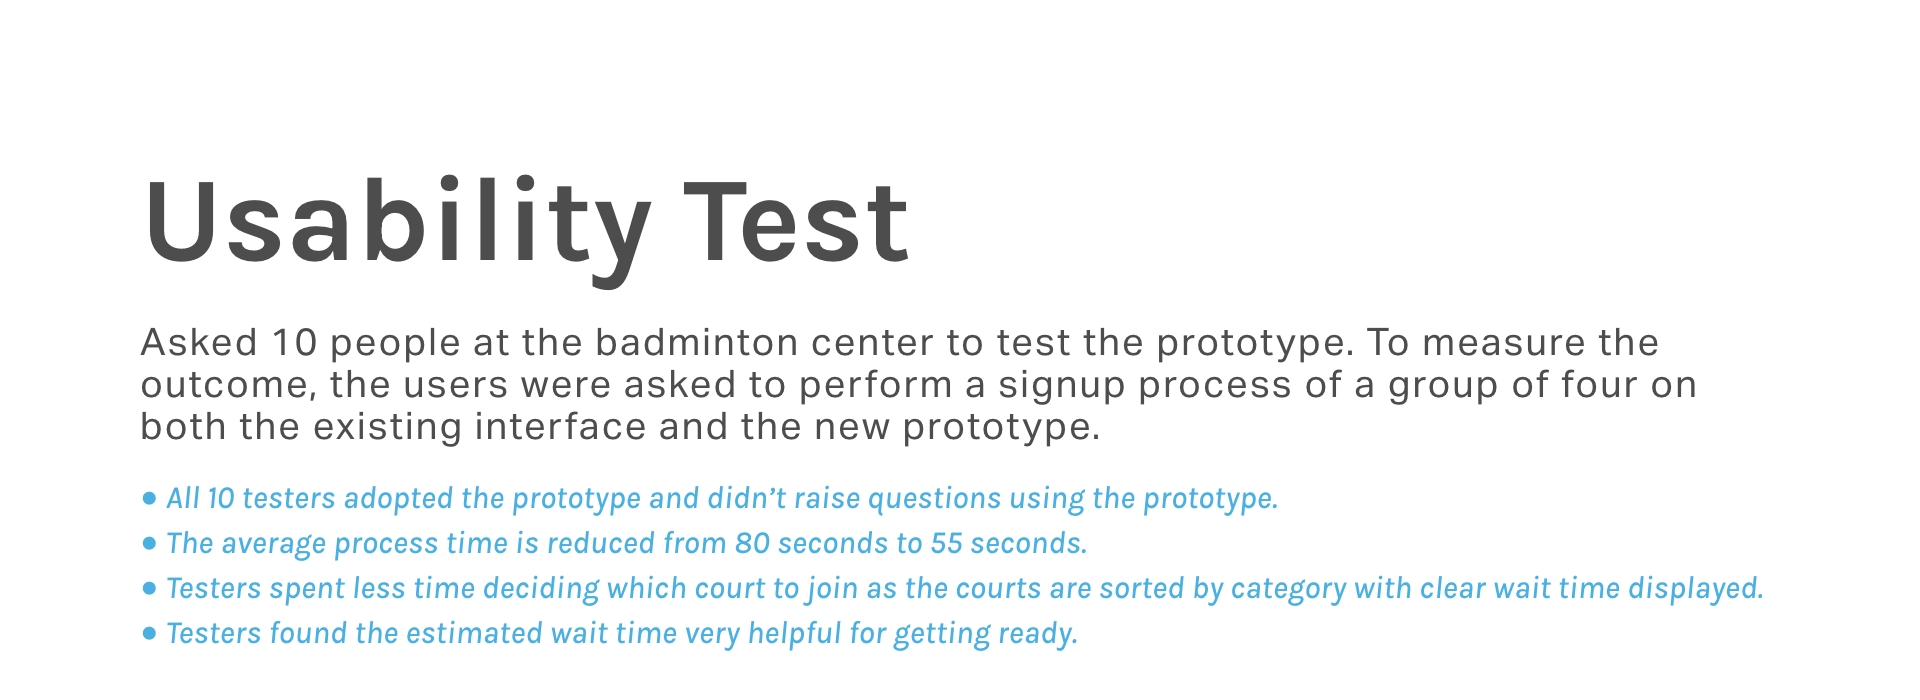 Usability Test
Asked 10 people at the badminton center to test the prototype. To measure the
outcome, the users were asked to perform a signup process of a group of four on
both the existing interface and the new prototype.
• All 10 testers adopted the prototype and didn’t raise questions using the prototype.
• The average process time is reduced from 80 seconds to 55 seconds.
• Testers spent less time deciding which court to join as the courts are sorted by category with clear wait time displayed.
• Testers found the estimated wait time very helpful for getting ready.